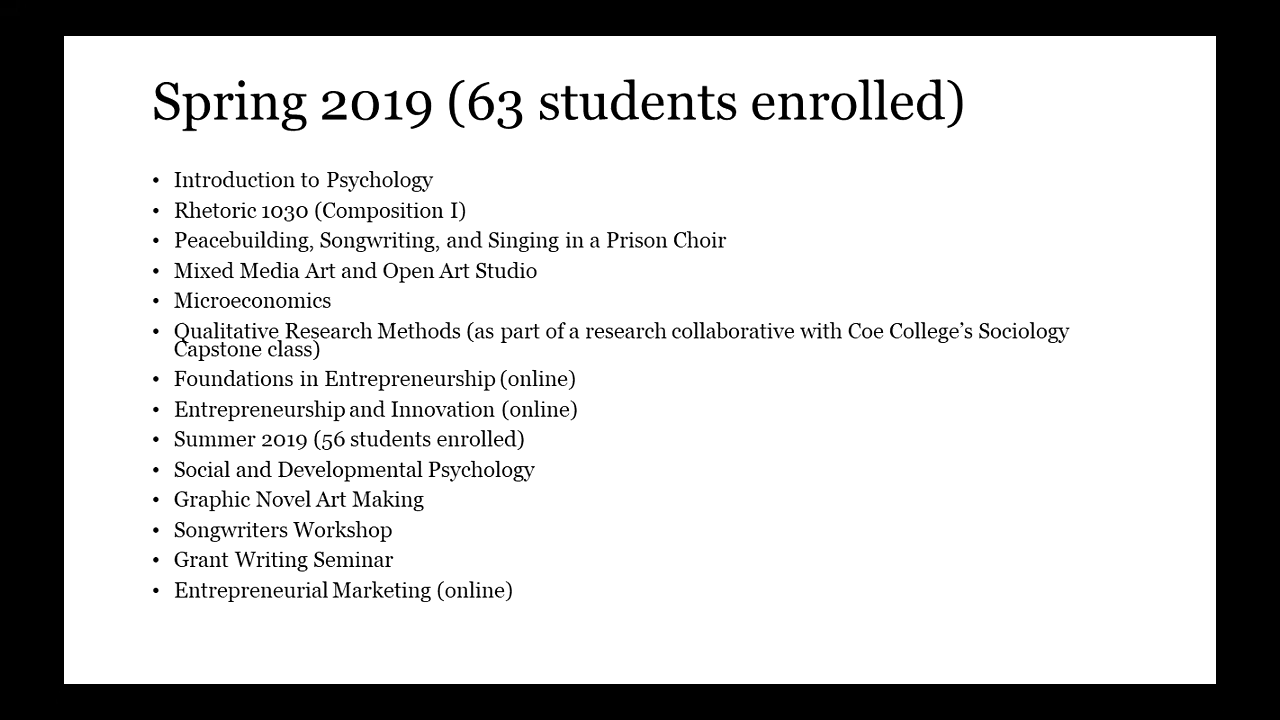 Spring 2019 (63 students enrolled)
• Introduction to Psychology
• Rhetoric 1030 (Composition I)
• Peacebuilding, Songwriting, and Singing in a Prison Choir
• Mixed Media Art and Open Art Studio
• Microeconomics
• Qualitative Research Methods (as part of a research collaborative with Coe College’s Sociology
Capstone class)
• Foundations in Entrepreneurship (online)
• Entrepreneurship and Innovation (online)
• Summer 2019 (56 students enrolled)
• Social and Developmental Psychology
• Graphic Novel Art Making
• Songwriters Workshop
• Grant Writing Seminar
• Entrepreneurial Marketing (online)